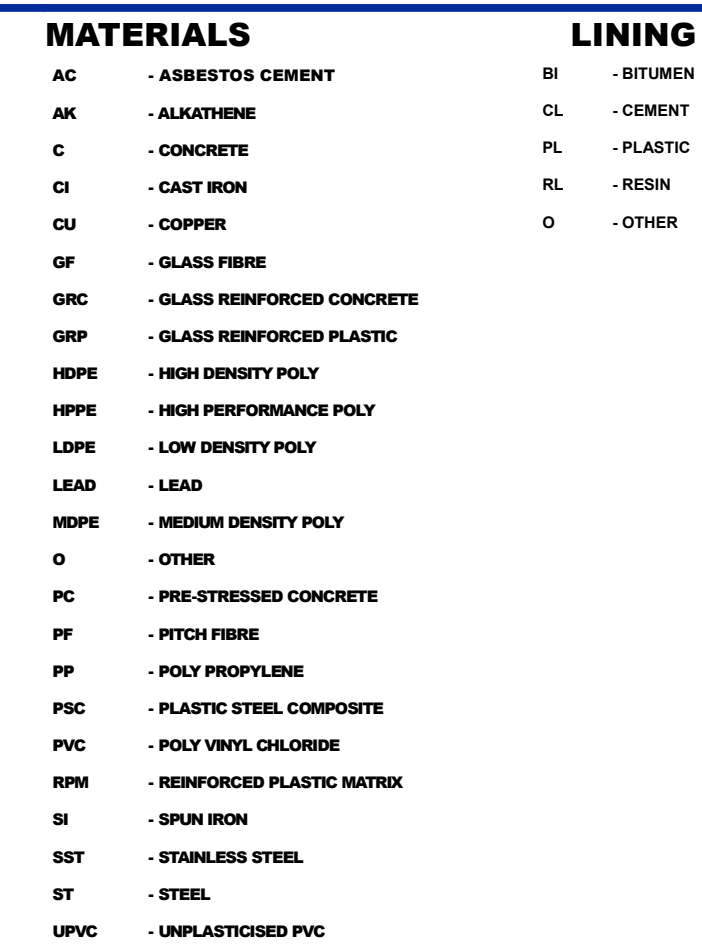 MATERIALS
AC - ASBESTOS CEMENT
AK - ALKATHENE
C - CONCRETE
CI - CAST IRON
CU - COPPER
GF - GLASS FIBRE
GRC - GLASS REINFORCED CONCRETE
GRP - GLASS REINFORCED PLASTIC
HDPE - HIGH DENSITY POLY
HPPE - HIGH PERFORMANCE POLY
LDPE - LOW DENSITY POLY
LEAD - LEAD
MDPE - MEDIUM DENSITY POLY
O - OTHER
PC - PRE-STRESSED CONCRETE
PF - PITCH FIBRE
PP - POLY PROPYLENE
PSC - PLASTIC STEEL COMPOSITE
PVC - POLY VINYL CHLORIDE
RPM - REINFORCED PLASTIC MATRIX
SI - SPUN IRON
SST - STAINLESS STEEL
ST - STEEL
UPVC - UNPLASTICISED PVC
LINING
BI - BITUMEN
CL - CEMENT
PL - PLASTIC
RL - RESIN
O - OTHER